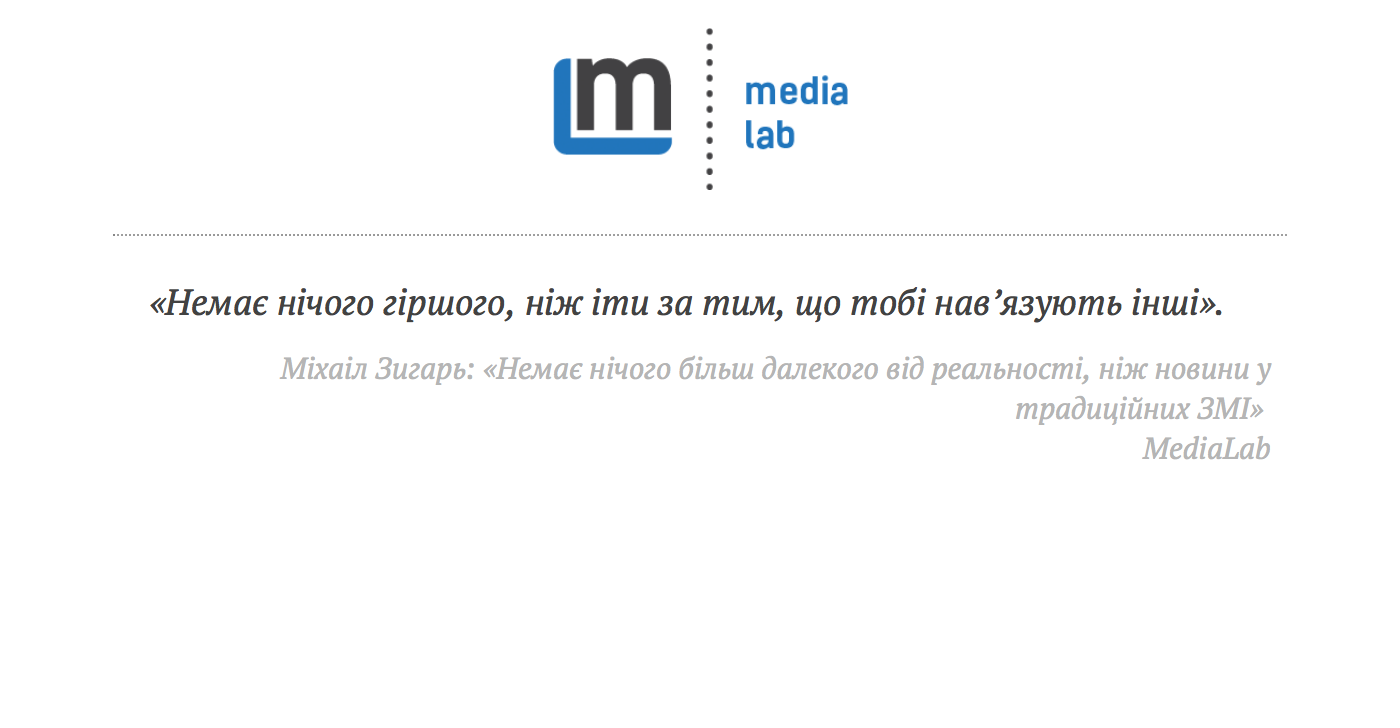 m
media
lab
«Немає нічого гіршого, ніж іти за тим, що тобі нав’язують інші».
Міхаіл Зигарь: «Немає нічого більш далекого від реальності, ніж новини у
традиційних ЗМІ»
MediaLab